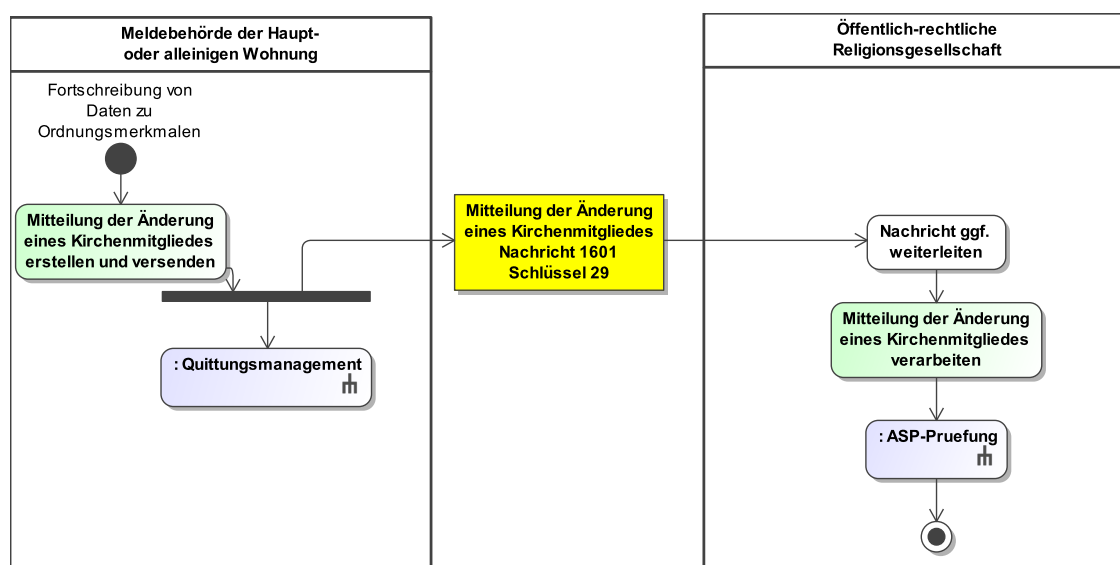 Meldebehörde der Haupt-
oder alleinigen Wohnung
Fortschreibung von
Daten zu
Ordnungsmerkmalen
Mitteilung der Änderung
eines Kirchenmitgliedes
erstellen und versenden
: Quittungsmanagement
Mitteilung der Änderung
eines Kirchenmitgliedes
Nachricht 1601
Schlüssel 29
Öffentlich-rechtliche
Religionsgesellschaft
Nachricht ggf.
weiterleiten
Mitteilung der Änderung
eines Kirchenmitgliedes
verarbeiten
: ASP-Pruefung